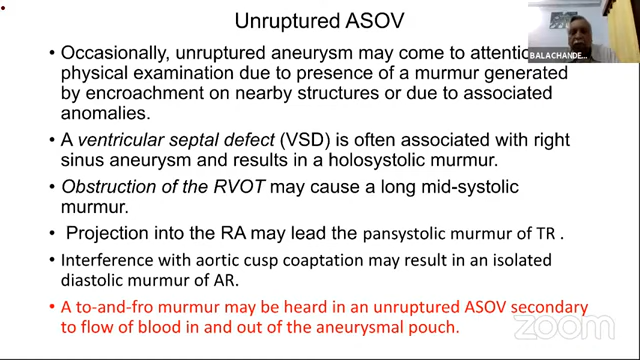 Unruptured ASOV
• Occasionally, unruptured aneurysm may come to attentio
physical examination due to presence of a murmur generated
by encroachment on nearby structures or due to associated
anomalies.
• A ventricular septal defect (VSD) is often associated with right
sinus aneurysm and results in a holosystolic murmur.
• Obstruction of the RVOT may cause a long mid-systolic
murmur.
• Projection into the RA may lead the pansystolic murmur of TR .
• Interference with aortic cusp coaptation may result in an isolated
diastolic murmur of AR.
• A to-and-fro murmur may be heard in an unruptured ASOV secondary
to flow of blood in and out of the aneurysmal pouch.
BALACHANDE...
zoom